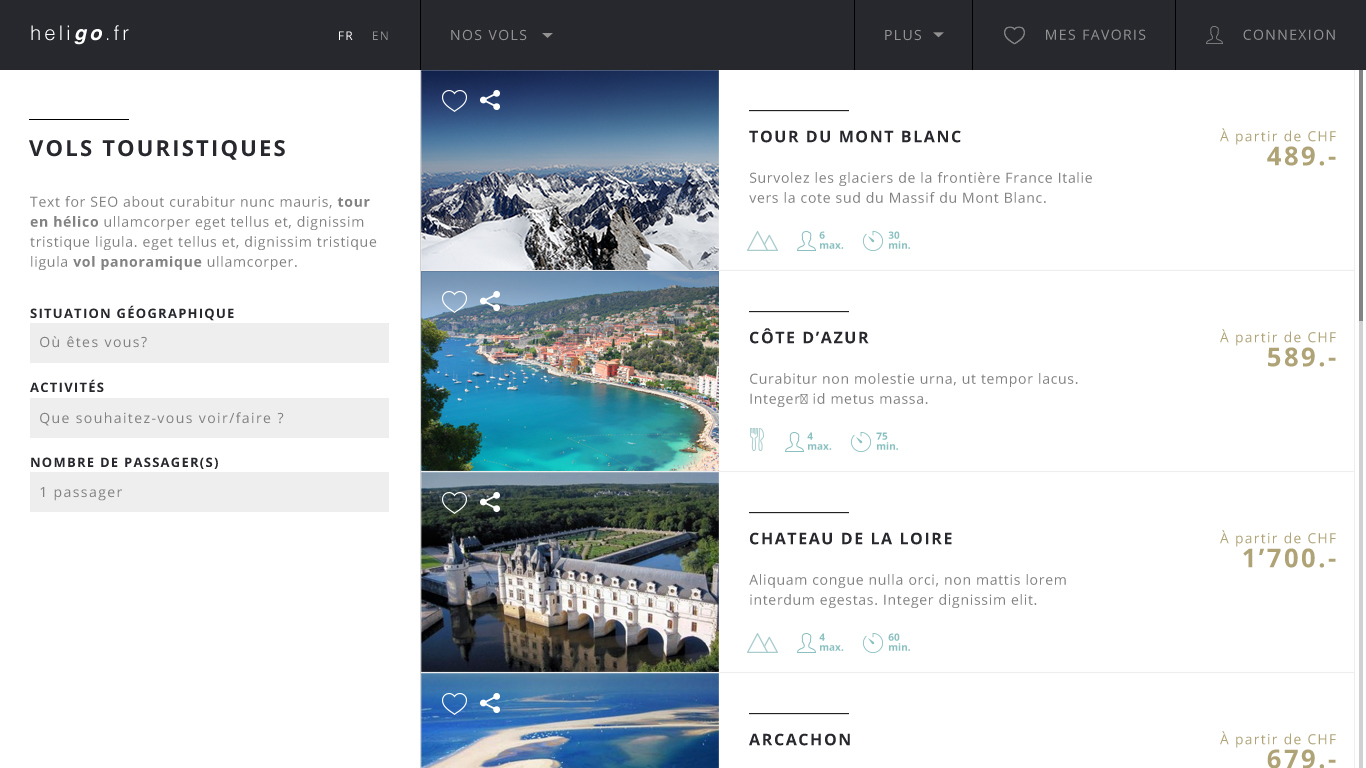 heligo.fr
FR EN
NOS VOLS
PLUS
MES FAVORIS
CONNEXION
VOLS TOURISTIQUES
Text for SEO about curabitur nunc mauris, tour
en hélico ullamcorper eget tellus et, dignissim
tristique ligula. eget tellus et, dignissim tristique
ligula vol panoramique ullamcorper.
SITUATION GÉOGRAPHIQUE
Où êtes vous?
ACTIVITÉS
Que souhaitez-vous voir/faire ?
NOMBRE DE PASSAGER(S)
1 passager
TOUR DU MONT BLANC
À partir de CHF
489.-
Survolez les glaciers de la frontière France Italie
vers la cote sud du Massif du Mont Blanc.
6
max.
30
min.
CÔTE D’AZUR
À partir de CHF
589.-
Curabitur non molestie urna, ut tempor lacus.
Integer id metus massa.
4
max.
75
min.
CHATEAU DE LA LOIRE
À partir de CHF
1’700.-
Aliquam congue nulla orci, non mattis lorem
interdum egestas. Integer dignissim elit.
4
max.
60
min.
ARCACHON
À partir de CHF
679.-